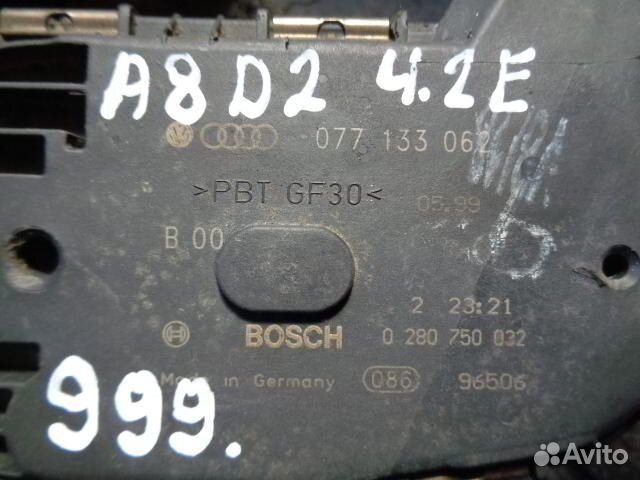 A8 D2 4.2E
077 133 062
>PBT GF30<
05.99
B 00
2 23:21
BOSCH 0 280 750 032
Made in Germany 086 96506
999.
Avito